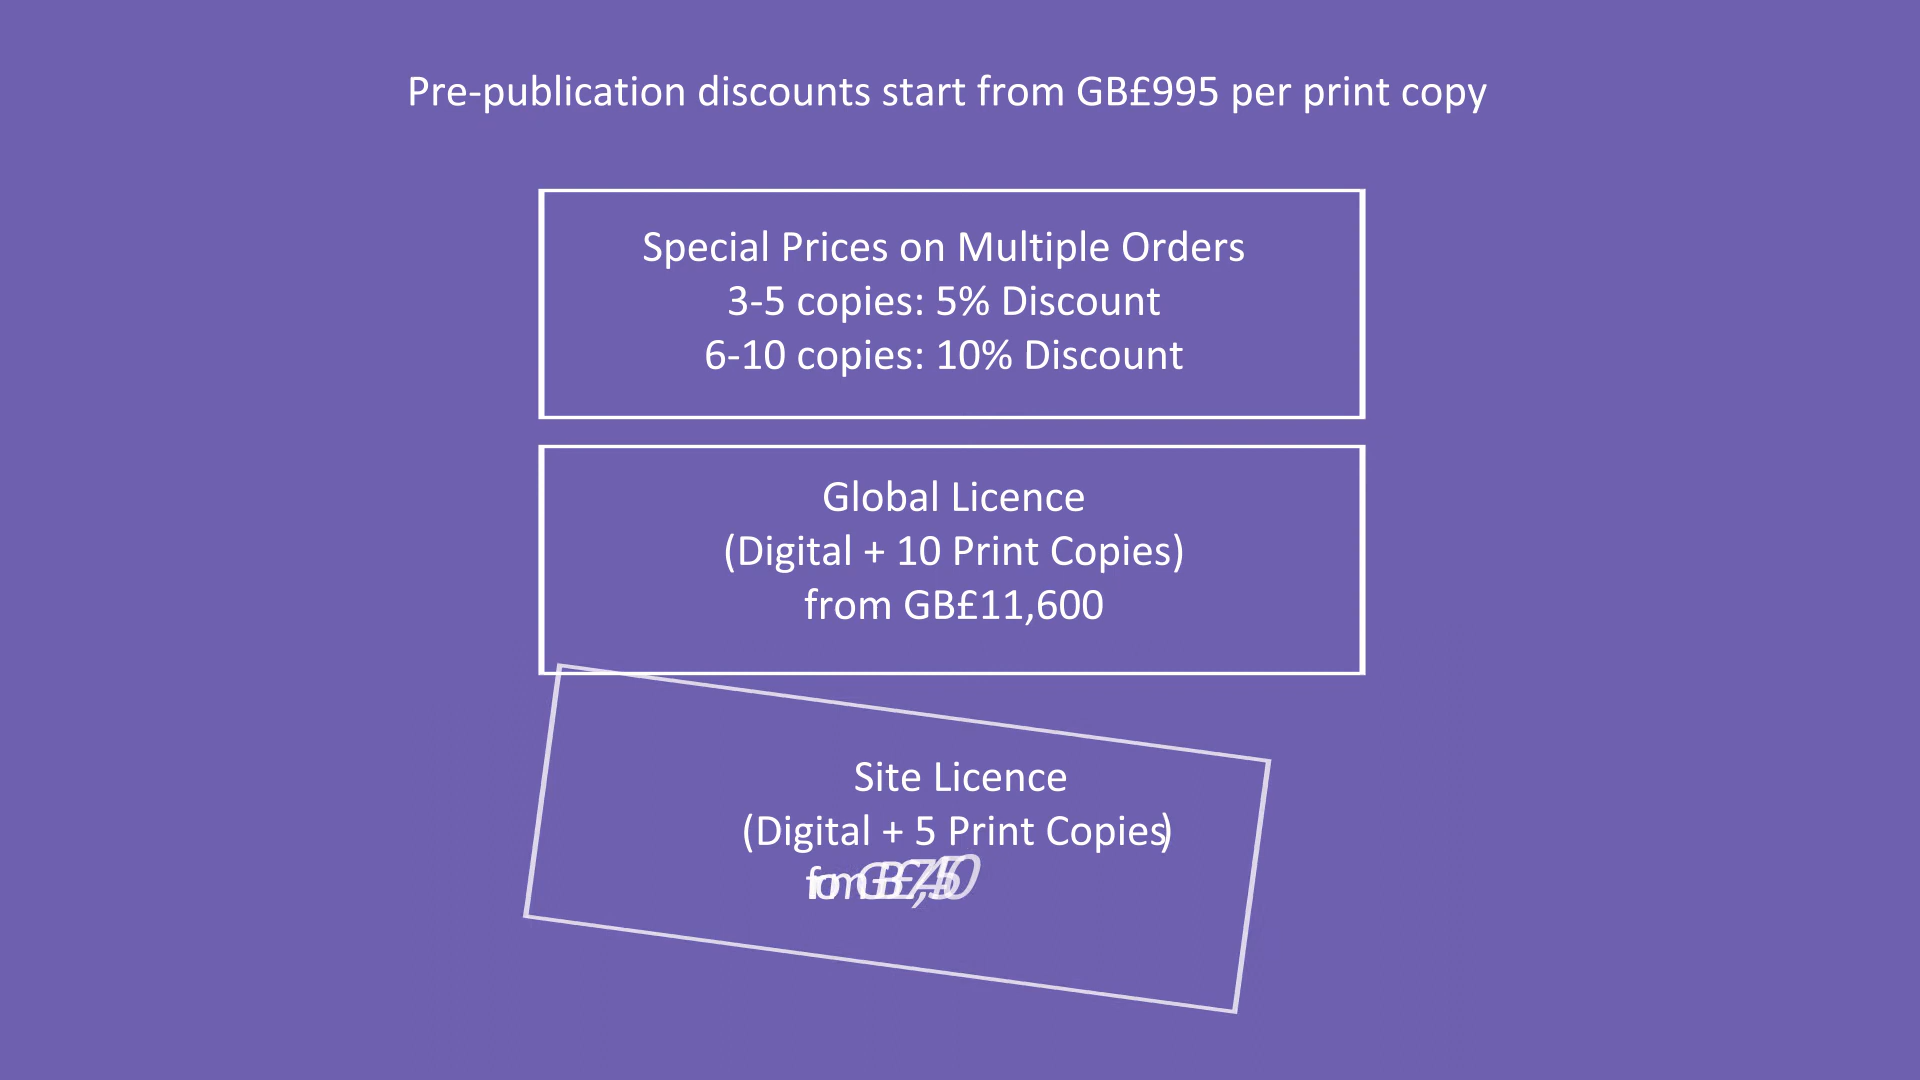 Pre-publication discounts start from GB£995 per print copy
Special Prices on Multiple Orders
3-5 copies: 5% Discount
6-10 copies: 10% Discount
Global Licence
(Digital + 10 Print Copies)
from GB£11,600
Site Licence
(Digital + 5 Print Copies)
from